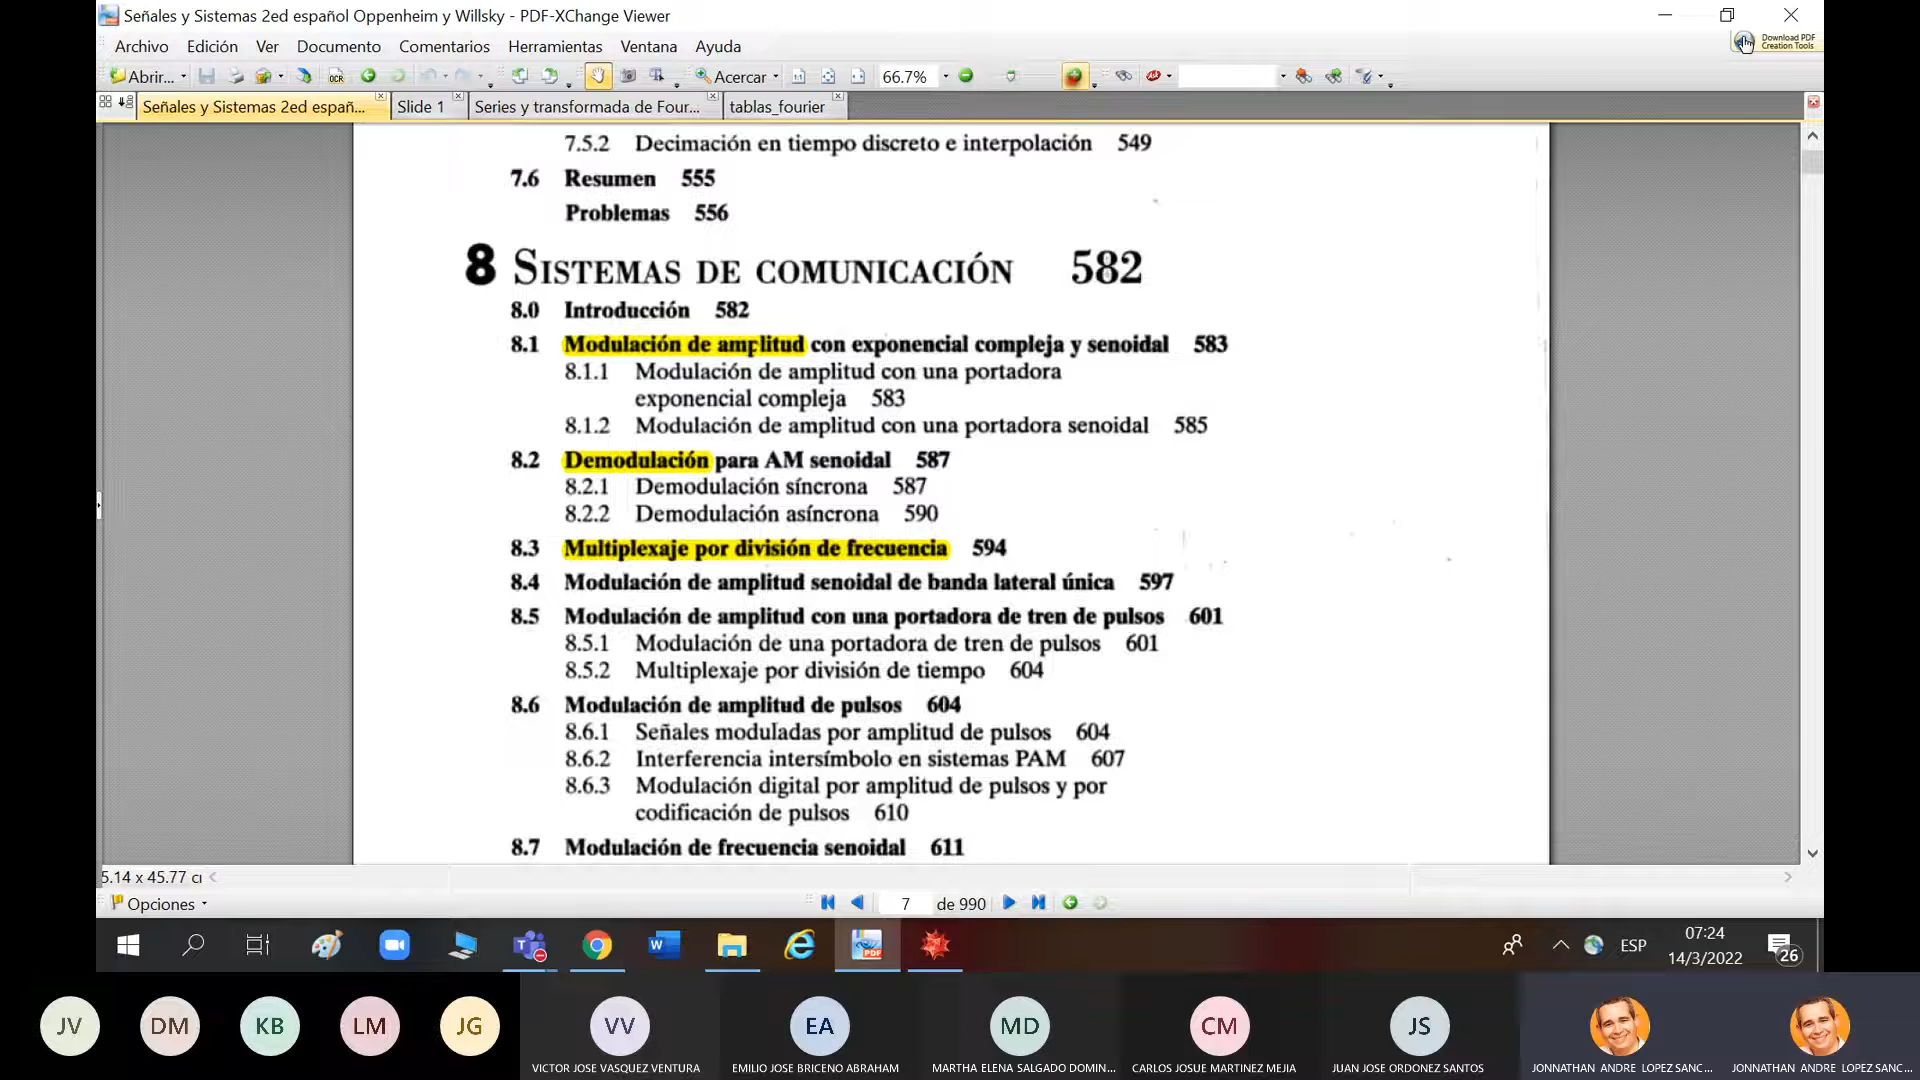 Señales y Sistemas 2ed español Oppenheim y Willsky - PDF-XChange Viewer
Archivo Edición Ver Documento Comentarios Herramientas Ventana Ayuda
Download PDF
Creation Tools
Abrir... OCR Acercar 66.7%
Señales y Sistemas 2ed españ... Slide 1 Series y transformada de Four... tablas_fourier
7.5.2 Decimación en tiempo discreto e interpolación 549
7.6 Resumen 555
Problemas 556
8 SISTEMAS DE COMUNICACIÓN 582
8.0 Introducción 582
8.1 Modulación de amplitud con exponencial compleja y senoidal 583
8.1.1 Modulación de amplitud con una portadora
exponencial compleja 583
8.1.2 Modulación de amplitud con una portadora senoidal 585
8.2 Demodulación para AM senoidal 587
8.2.1 Demodulación síncrona 587
8.2.2 Demodulación asíncrona 590
8.3 Multiplexaje por división de frecuencia 594
8.4 Modulación de amplitud senoidal de banda lateral única 597
8.5 Modulación de amplitud con una portadora de tren de pulsos 601
8.5.1 Modulación de una portadora de tren de pulsos 601
8.5.2 Multiplexaje por división de tiempo 604
8.6 Modulación de amplitud de pulsos 604
8.6.1 Señales moduladas por amplitud de pulsos 604
8.6.2 Interferencia intersímbolo en sistemas PAM 607
8.6.3 Modulación digital por amplitud de pulsos y por
codificación de pulsos 610
8.7 Modulación de frecuencia senoidal 611
5.14 x 45.77 cı
Opciones 7 de 990
ESP
07:24
14/3/2022
26
JV DM KB LM JG VV EA MD CM JS
VICTOR JOSE VASQUEZ VENTURA EMILIO JOSE BRICENO ABRAHAM MARTHA ELENA SALGADO DOMIN... CARLOS JOSUE MARTINEZ MEJIA JUAN JOSE ORDONEZ SANTOS JONNATHAN ANDRE LOPEZ SANC... JONNATHAN ANDRE LOPEZ SANC...